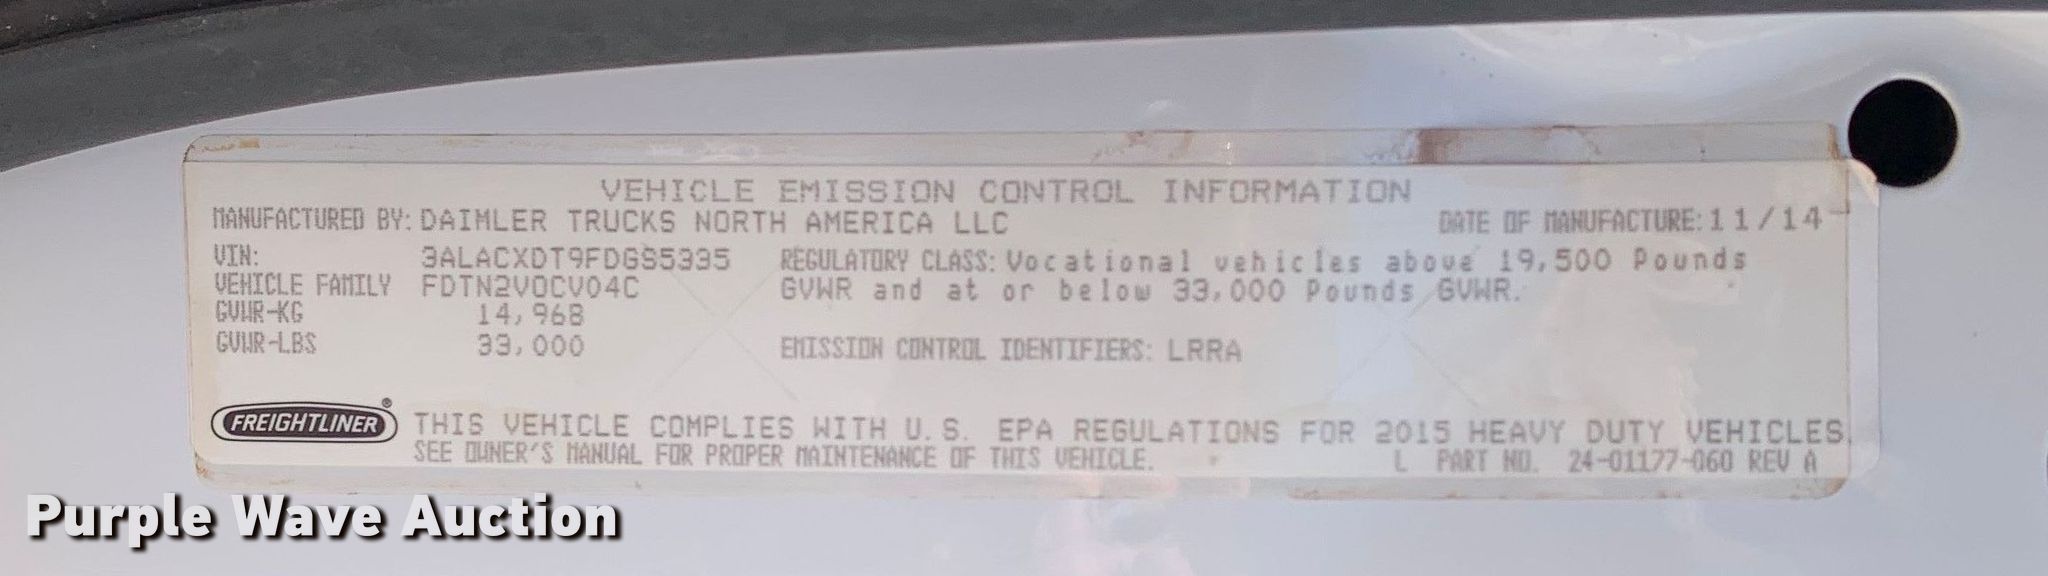 VEHICLE EMISSION CONTROL INFORMATION
MANUFACTURED BY: DAIMLER TRUCKS NORTH AMERICA LLC DATE OF MANUFACTURE: 11/14
VIN: 3ALACXDT9FDGS5335 REGULATORY CLASS: Vocational vehicles above 19,500 Pounds
VEHICLE FAMILY FDTN2VOCV04C GVWR and at or below 33,000 Pounds GVWR.
GVWR-KG 14,968
GVWR-LBS 33,000 EMISSION CONTROL IDENTIFIERS: LRRA
FREIGHTLINER® THIS VEHICLE COMPLIES WITH U.S. EPA REGULATIONS FOR 2015 HEAVY DUTY VEHICLES
SEE OWNER'S MANUAL FOR PROPER MAINTENANCE OF THIS VEHICLE. L PART NO. 24-01177-060 REV A
Purple Wave Auction